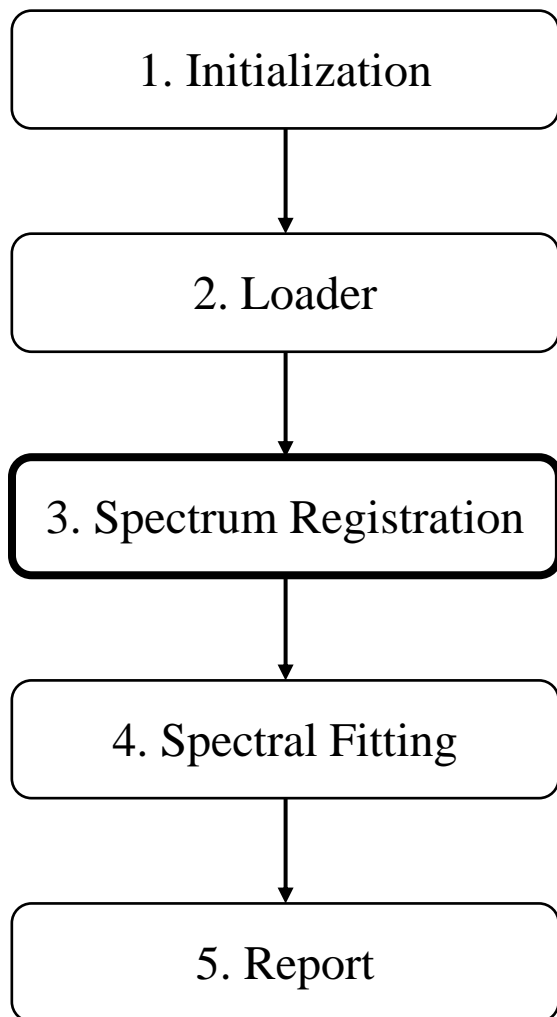 1. Initialization
2. Loader
3. Spectrum Registration
4. Spectral Fitting
5. Report